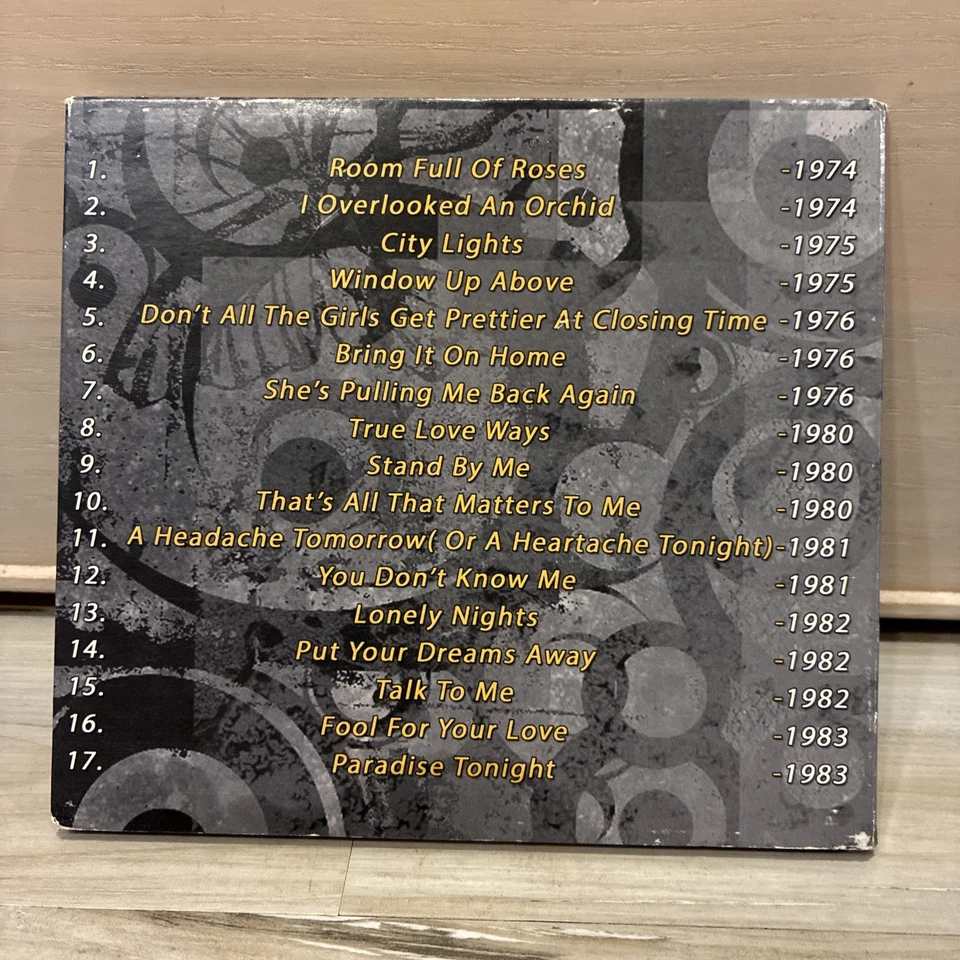 1. Room Full Of Roses -1974
2. I Overlooked An Orchid -1974
3. City Lights -1975
4. Window Up Above -1975
5. Don't All The Girls Get Prettier At Closing Time -1976
6. Bring It On Home -1976
7. She's Pulling Me Back Again -1976
8. True Love Ways -1980
9. Stand By Me -1980
10. That's All That Matters To Me -1980
11. A Headache Tomorrow( Or A Heartache Tonight)-1981
12. You Don't Know Me -1981
13. Lonely Nights -1982
14. Put Your Dreams Away -1982
15. Talk To Me -1982
16. Fool For Your Love -1983
17. Paradise Tonight -1983